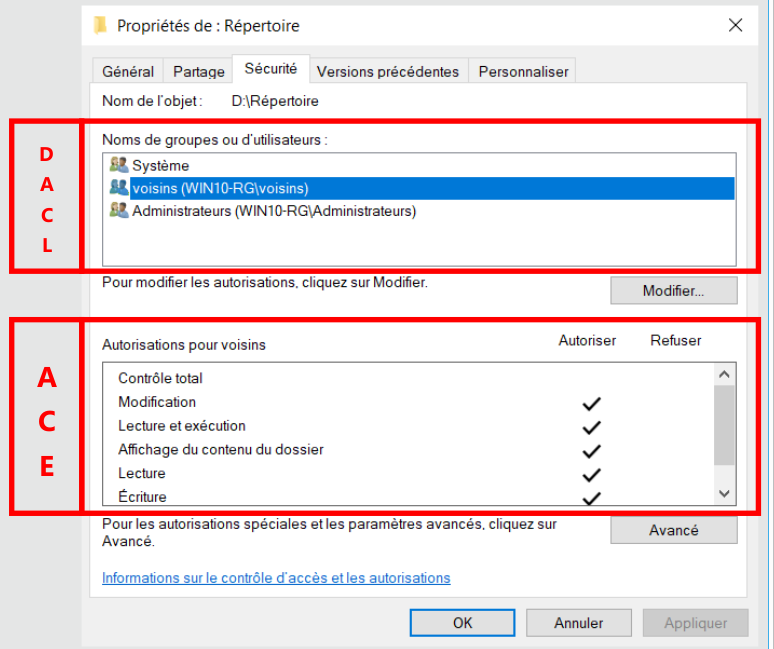 Propriétés de : Répertoire
Général Partage Sécurité Versions précédentes Personnaliser
Nom de l'objet : D:\Répertoire
D
A
C
L
Noms de groupes ou d'utilisateurs :
Système
voisins (WIN10-RG\voisins)
Administrateurs (WIN10-RG\Administrateurs)
Pour modifier les autorisations, cliquez sur Modifier.
Modifier...
A
C
E
Autorisations pour voisins Autoriser Refuser
Contrôle total
Modification
Lecture et exécution
Affichage du contenu du dossier
Lecture
Écriture
Pour les autorisations spéciales et les paramètres avancés, cliquez sur
Avancé.
Avancé
Informations sur le contrôle d'accès et les autorisations
OK Annuler Appliquer